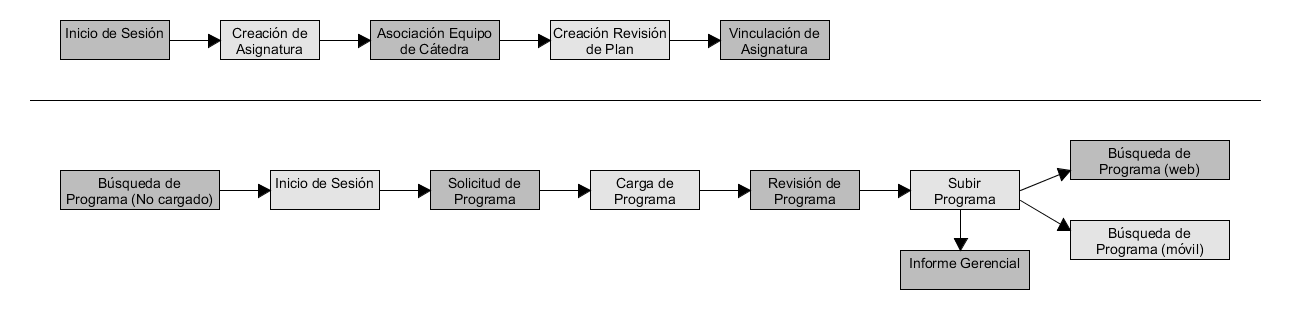 Inicio de Sesión
Creación de
Asignatura
Asociación Equipo
de Cátedra
Creación Revisión
de Plan
Vinculación de
Asignatura
Búsqueda de
Programa (No cargado)
Inicio de Sesión
Solicitud de
Programa
Carga de
Programa
Revisión de
Programa
Subir
Programa
Búsqueda de
Programa (web)
Búsqueda de
Programa (móvil)
Informe Gerencial